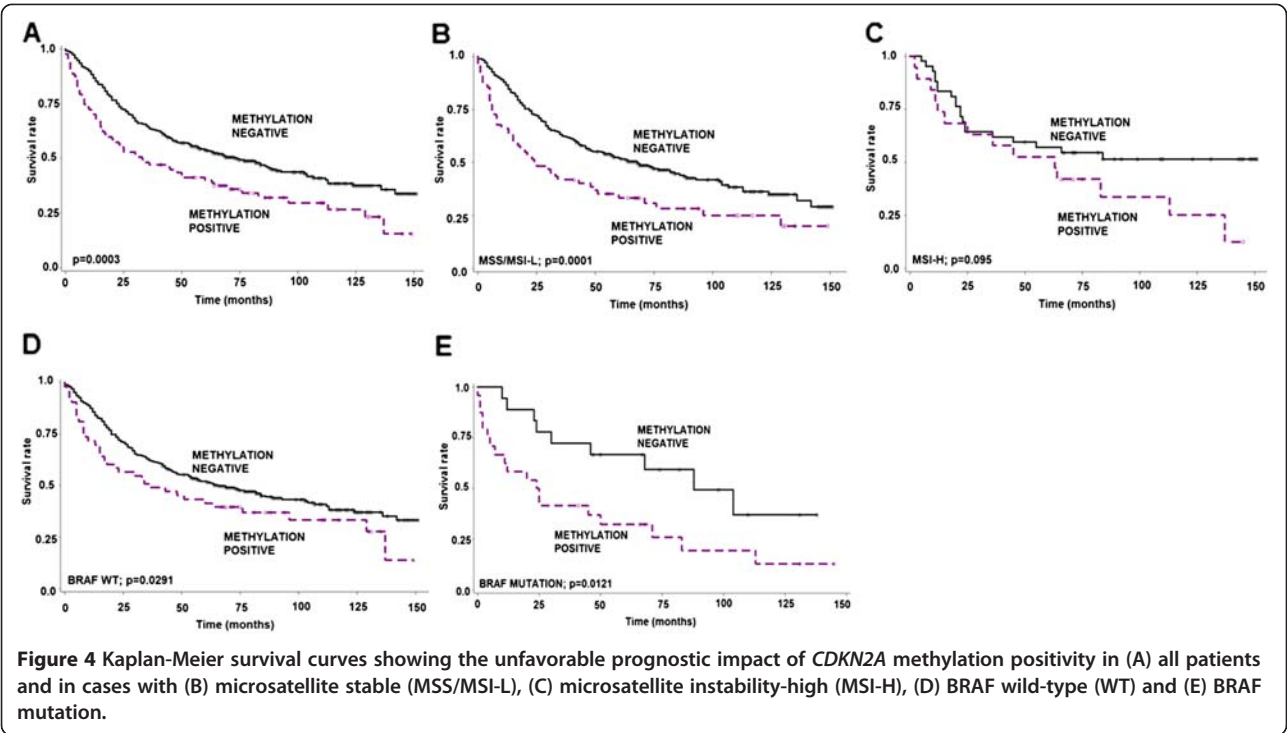 A
1.0
0.75
0.5
0.25
0.0
Survival rate
METHYLATION
NEGATIVE
METHYLATION
POSITIVE
p=0.0003
0 25 50 75 100 125 150
Time (months)
B
1.0
0.75
0.5
0.25
0.0
Survival rate
METHYLATION
NEGATIVE
METHYLATION
POSITIVE
MSS/MSI-L; p=0.0001
0 25 50 75 100 125 150
Time (months)
C
1.0
0.75
0.5
0.25
0.0
Survival rate
METHYLATION
NEGATIVE
METHYLATION
POSITIVE
MSI-H; p=0.095
0 25 50 75 100 125 150
Time (months)
D
1.0
0.75
0.5
0.25
0.0
Survival rate
METHYLATION
NEGATIVE
METHYLATION
POSITIVE
BRAF WT; p=0.0291
0 25 50 75 100 125 150
Time (months)
E
1.0
0.75
0.5
0.25
0.0
Survival rate
METHYLATION
NEGATIVE
METHYLATION
POSITIVE
BRAF MUTATION; p=0.0121
0 25 50 75 100 125 150
Time (months)
Figure 4 Kaplan-Meier survival curves showing the unfavorable prognostic impact of CDKN2A methylation positivity in (A) all patients
and in cases with (B) microsatellite stable (MSS/MSI-L), (C) microsatellite instability-high (MSI-H), (D) BRAF wild-type (WT) and (E) BRAF
mutation.